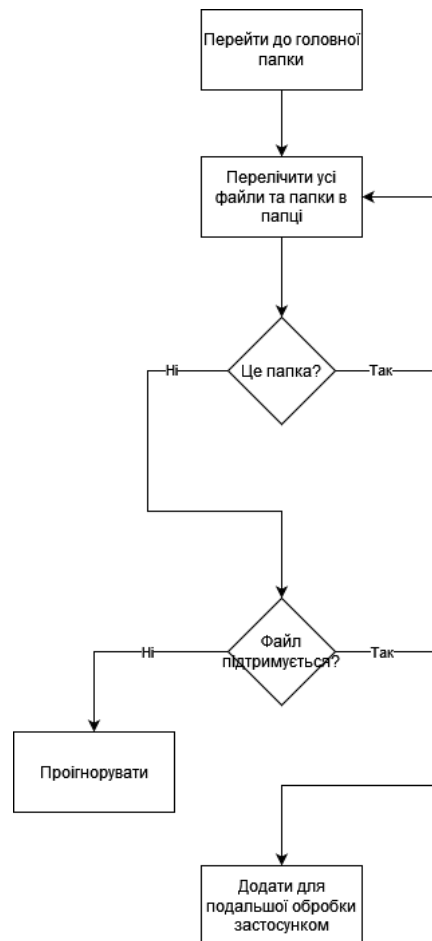 Перейти до головної
папки
Перелічити усі
файли та папки в
папці
Це папка?
Ні
Так
Файл
підтримується?
Ні
Так
Проігнорувати
Додати для
подальшої обробки
застосунком